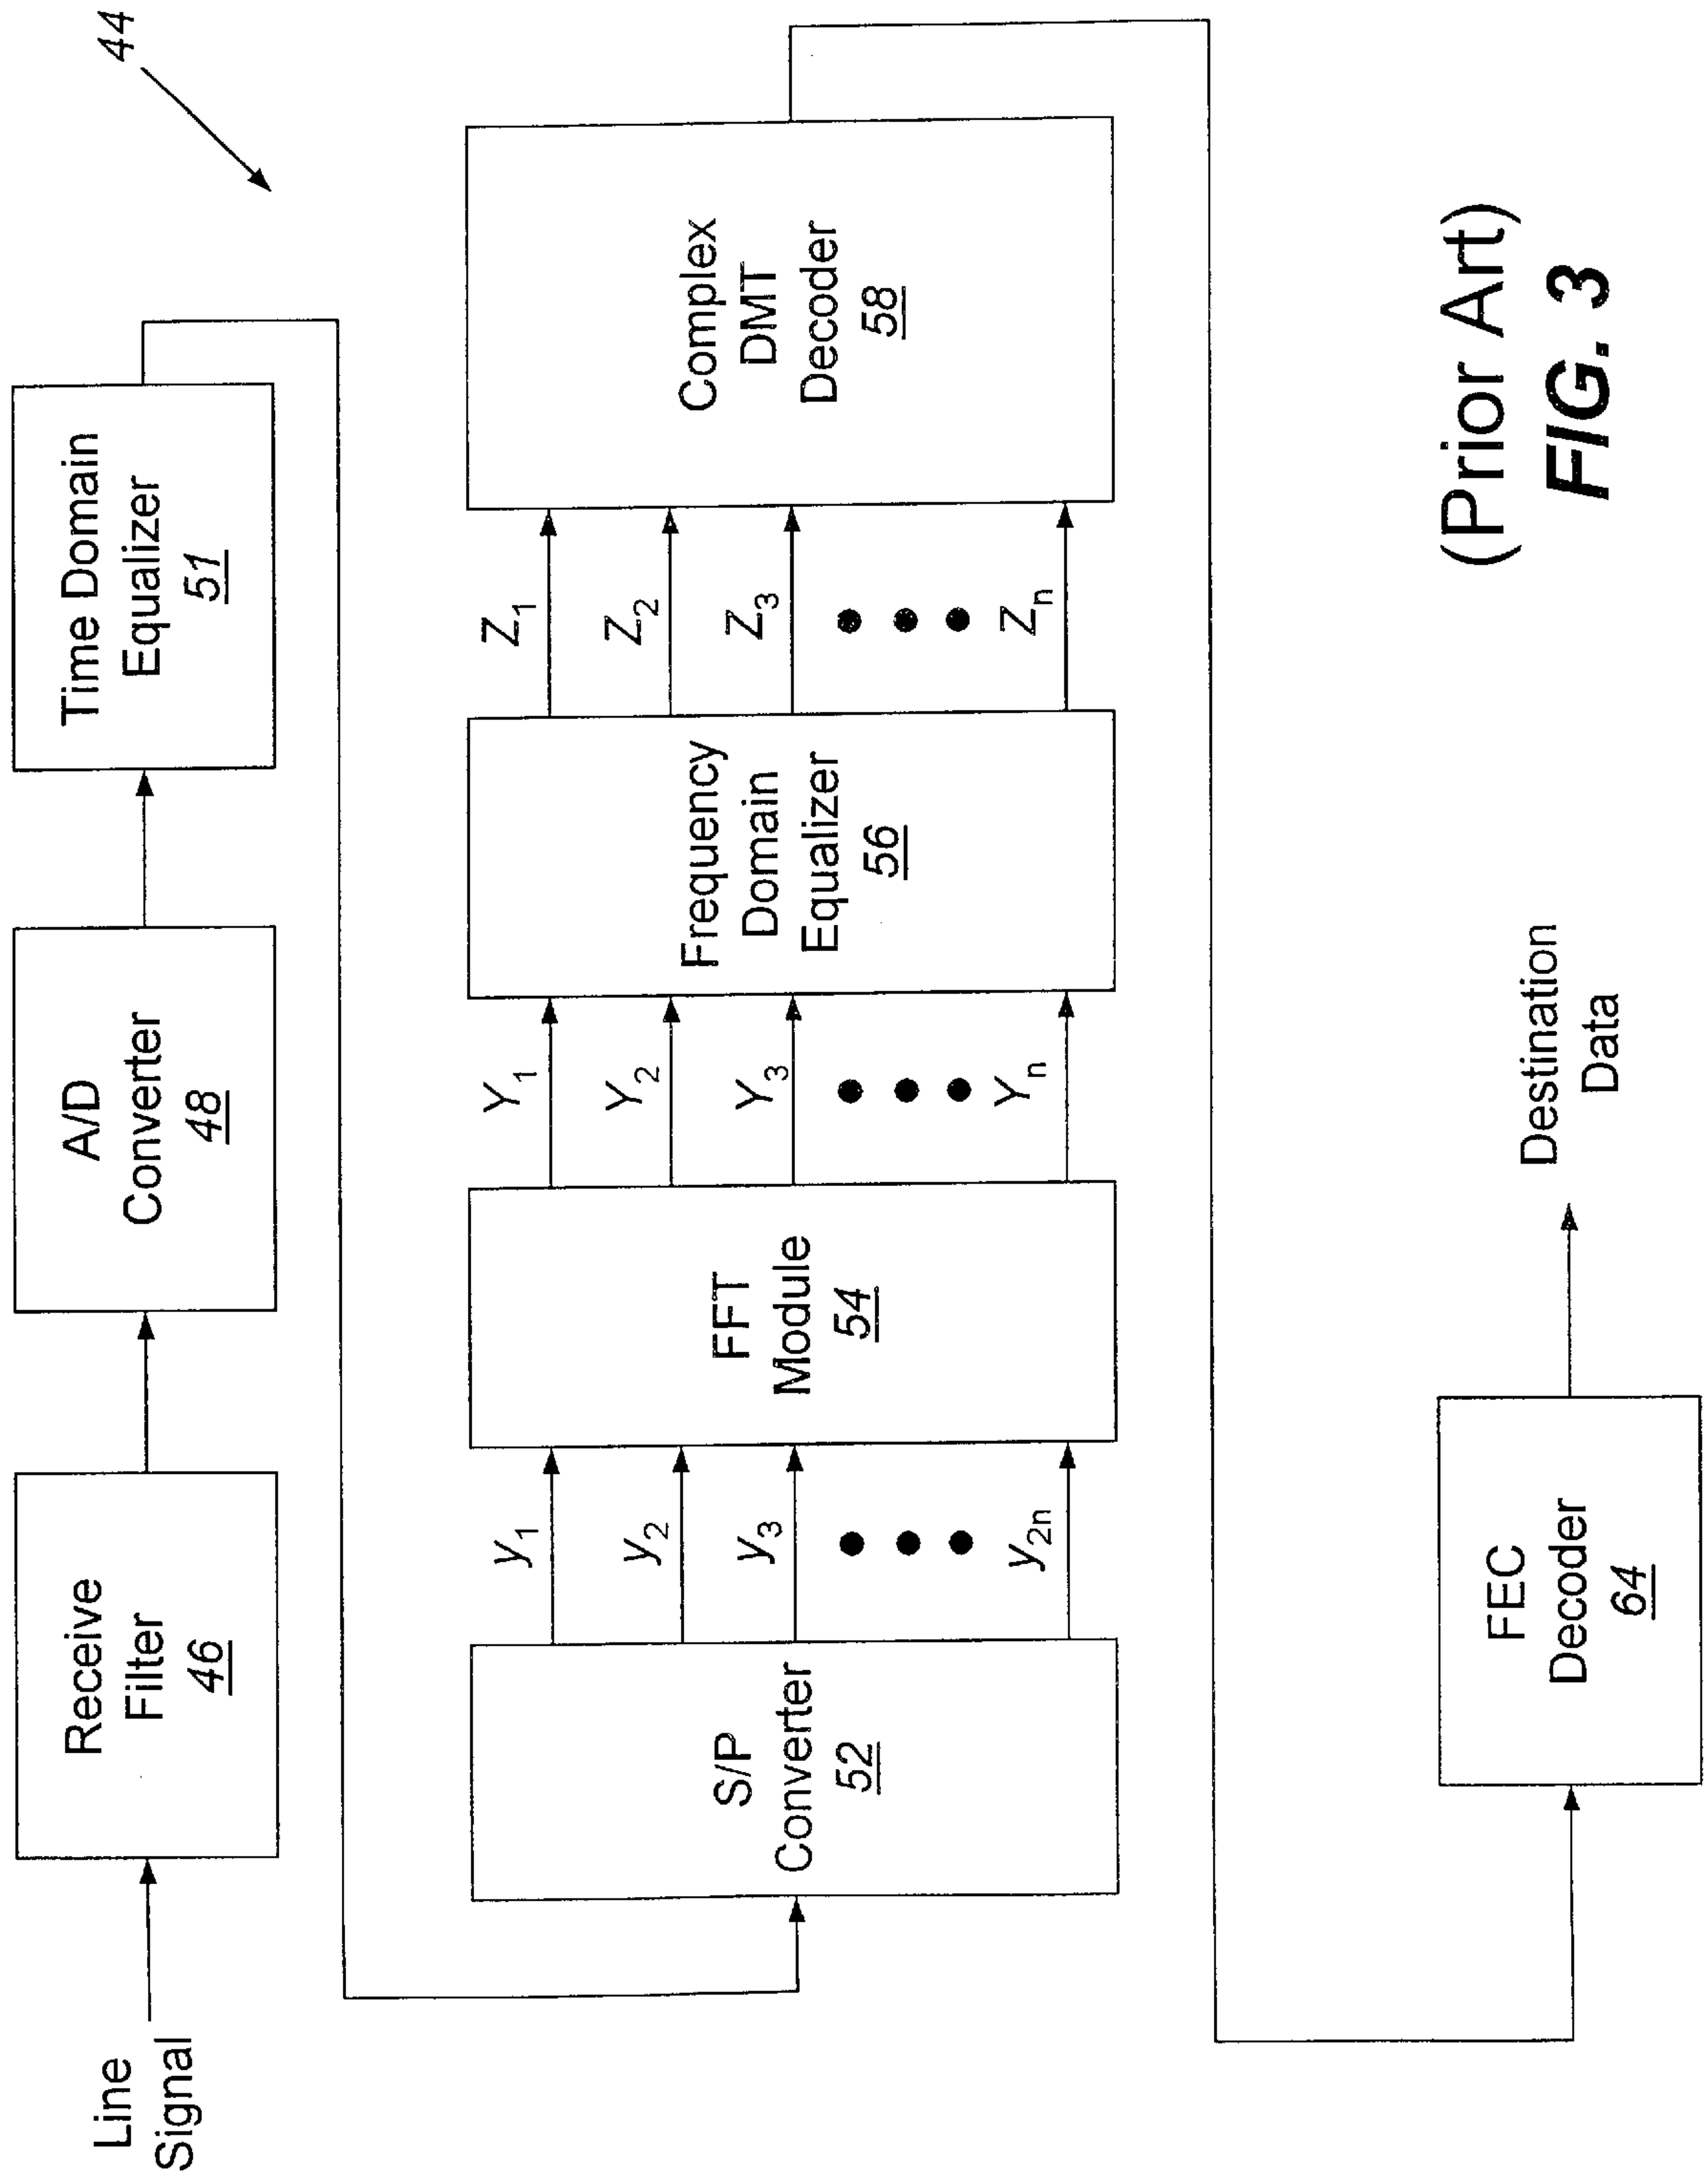 44
Line
Signal
Receive
Filter
46
A/D
Converter
48
Time Domain
Equalizer
51
S/P
Converter
52
y1
y2
y3
y2n
FFT
Module
54
Y1
Y2
Y3
Yn
Frequency
Domain
Equalizer
56
Z1
Z2
Z3
Zn
Complex
DMT
Decoder
58
FEC
Decoder
64
Destination
Data
(Prior Art)
FIG. 3